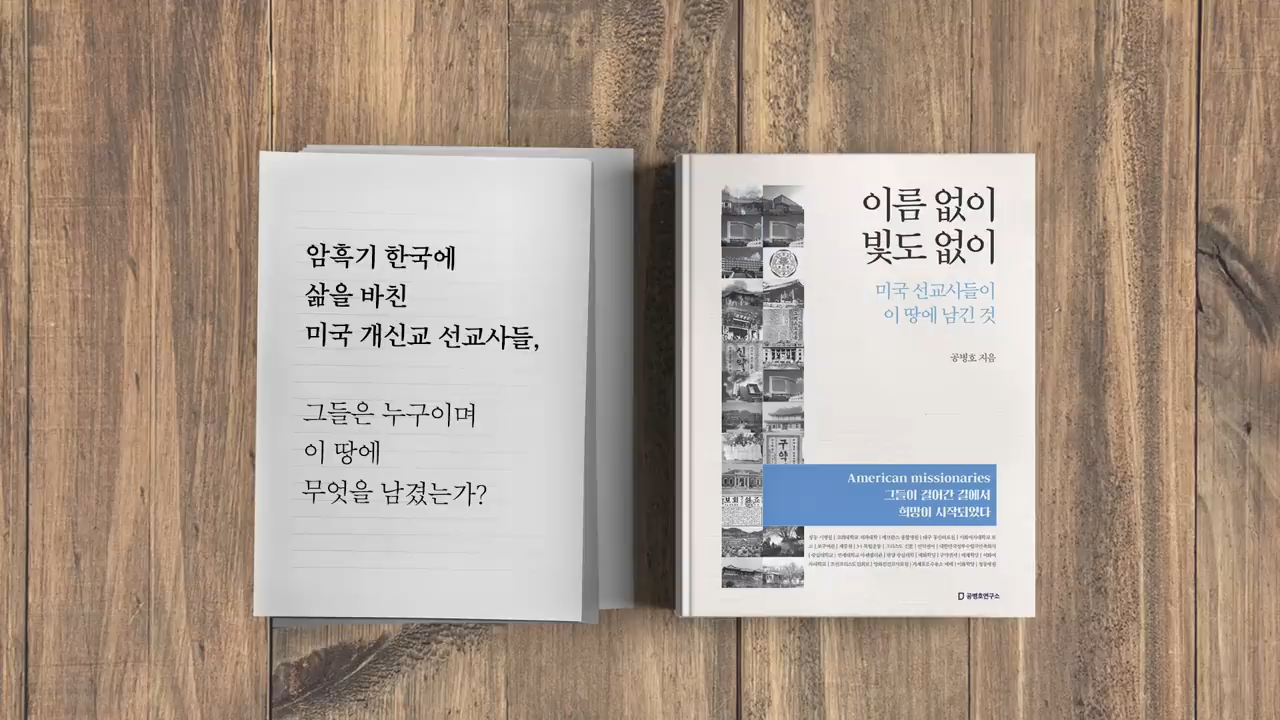 암흑기 한국에
삶을 바친
미국 개신교 선교사들,
그들은 누구이며
이 땅에
무엇을 남겼는가?
이름 없이
빛도 없이
미국 선교사들이
이 땅에 남긴 것
공병호 지음
구약
American missionaries
그들이 걸어간 길에서
희망이 시작되었다
공병호연구소